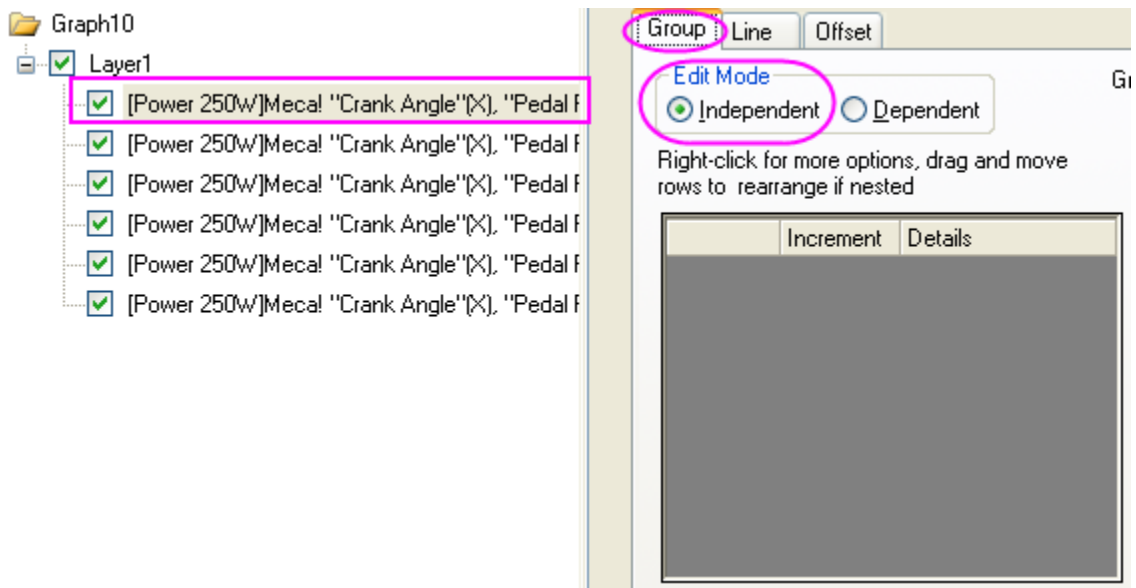 Graph10
Layer1
[Power 250W]Meca! "Crank Angle"(X), "Pedal
[Power 250W]Meca! "Crank Angle"(X), "Pedal
[Power 250W]Meca! "Crank Angle"(X), "Pedal
[Power 250W]Meca! "Crank Angle"(X), "Pedal
[Power 250W]Meca! "Crank Angle"(X), "Pedal
[Power 250W]Meca! "Crank Angle"(X), "Pedal
Group Line Offset
Edit Mode
Independent Dependent
Right-click for more options, drag and move
rows to rearrange if nested
Increment Details